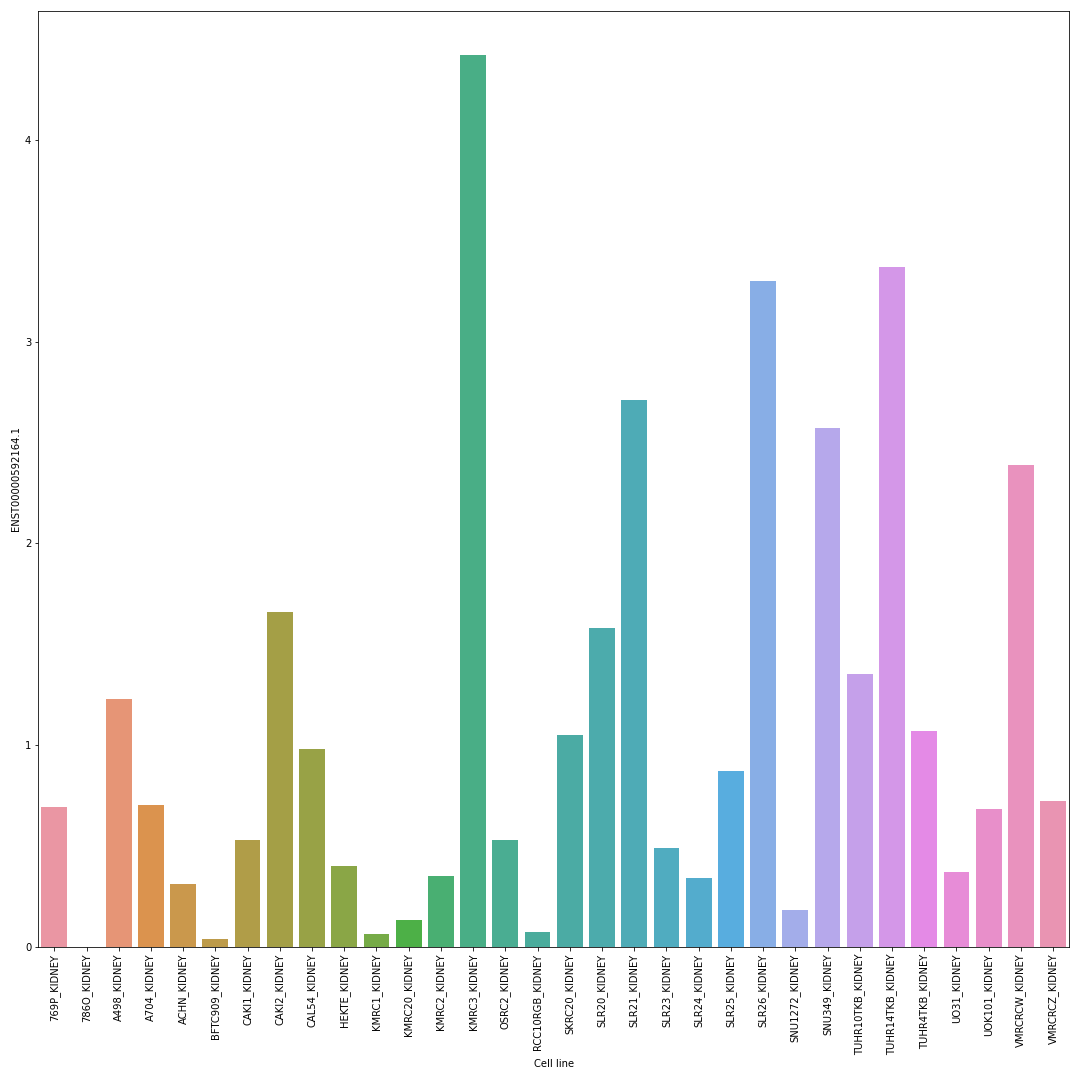 ENST00000592164.1
4
3
2
1
0
769P_KIDNEY
786O_KIDNEY
A498_KIDNEY
A704_KIDNEY
ACHN_KIDNEY
BFTC909_KIDNEY
CAKI1_KIDNEY
CAKI2_KIDNEY
CAL54_KIDNEY
HEKTE_KIDNEY
KMRC1_KIDNEY
KMRC20_KIDNEY
KMRC2_KIDNEY
KMRC3_KIDNEY
OSRC2_KIDNEY
RCC10RGB_KIDNEY
SKRC20_KIDNEY
SLR20_KIDNEY
SLR21_KIDNEY
SLR23_KIDNEY
SLR24_KIDNEY
SLR25_KIDNEY
SLR26_KIDNEY
SNU1272_KIDNEY
SNU349_KIDNEY
TUHR10TKB_KIDNEY
TUHR14TKB_KIDNEY
TUHR4TKB_KIDNEY
UO31_KIDNEY
UOK101_KIDNEY
VMRCRCW_KIDNEY
VMRCRCZ_KIDNEY
Cell line